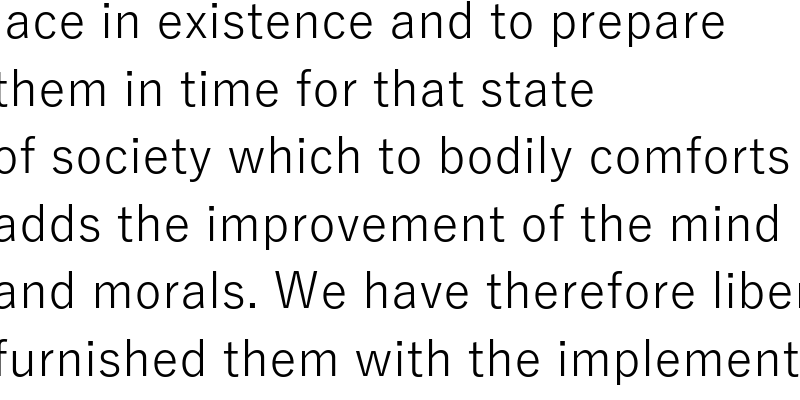 ace in existence and to prepare
them in time for that state
of society which to bodily comforts
adds the improvement of the mind
and morals. We have therefore liber
furnished them with the implement